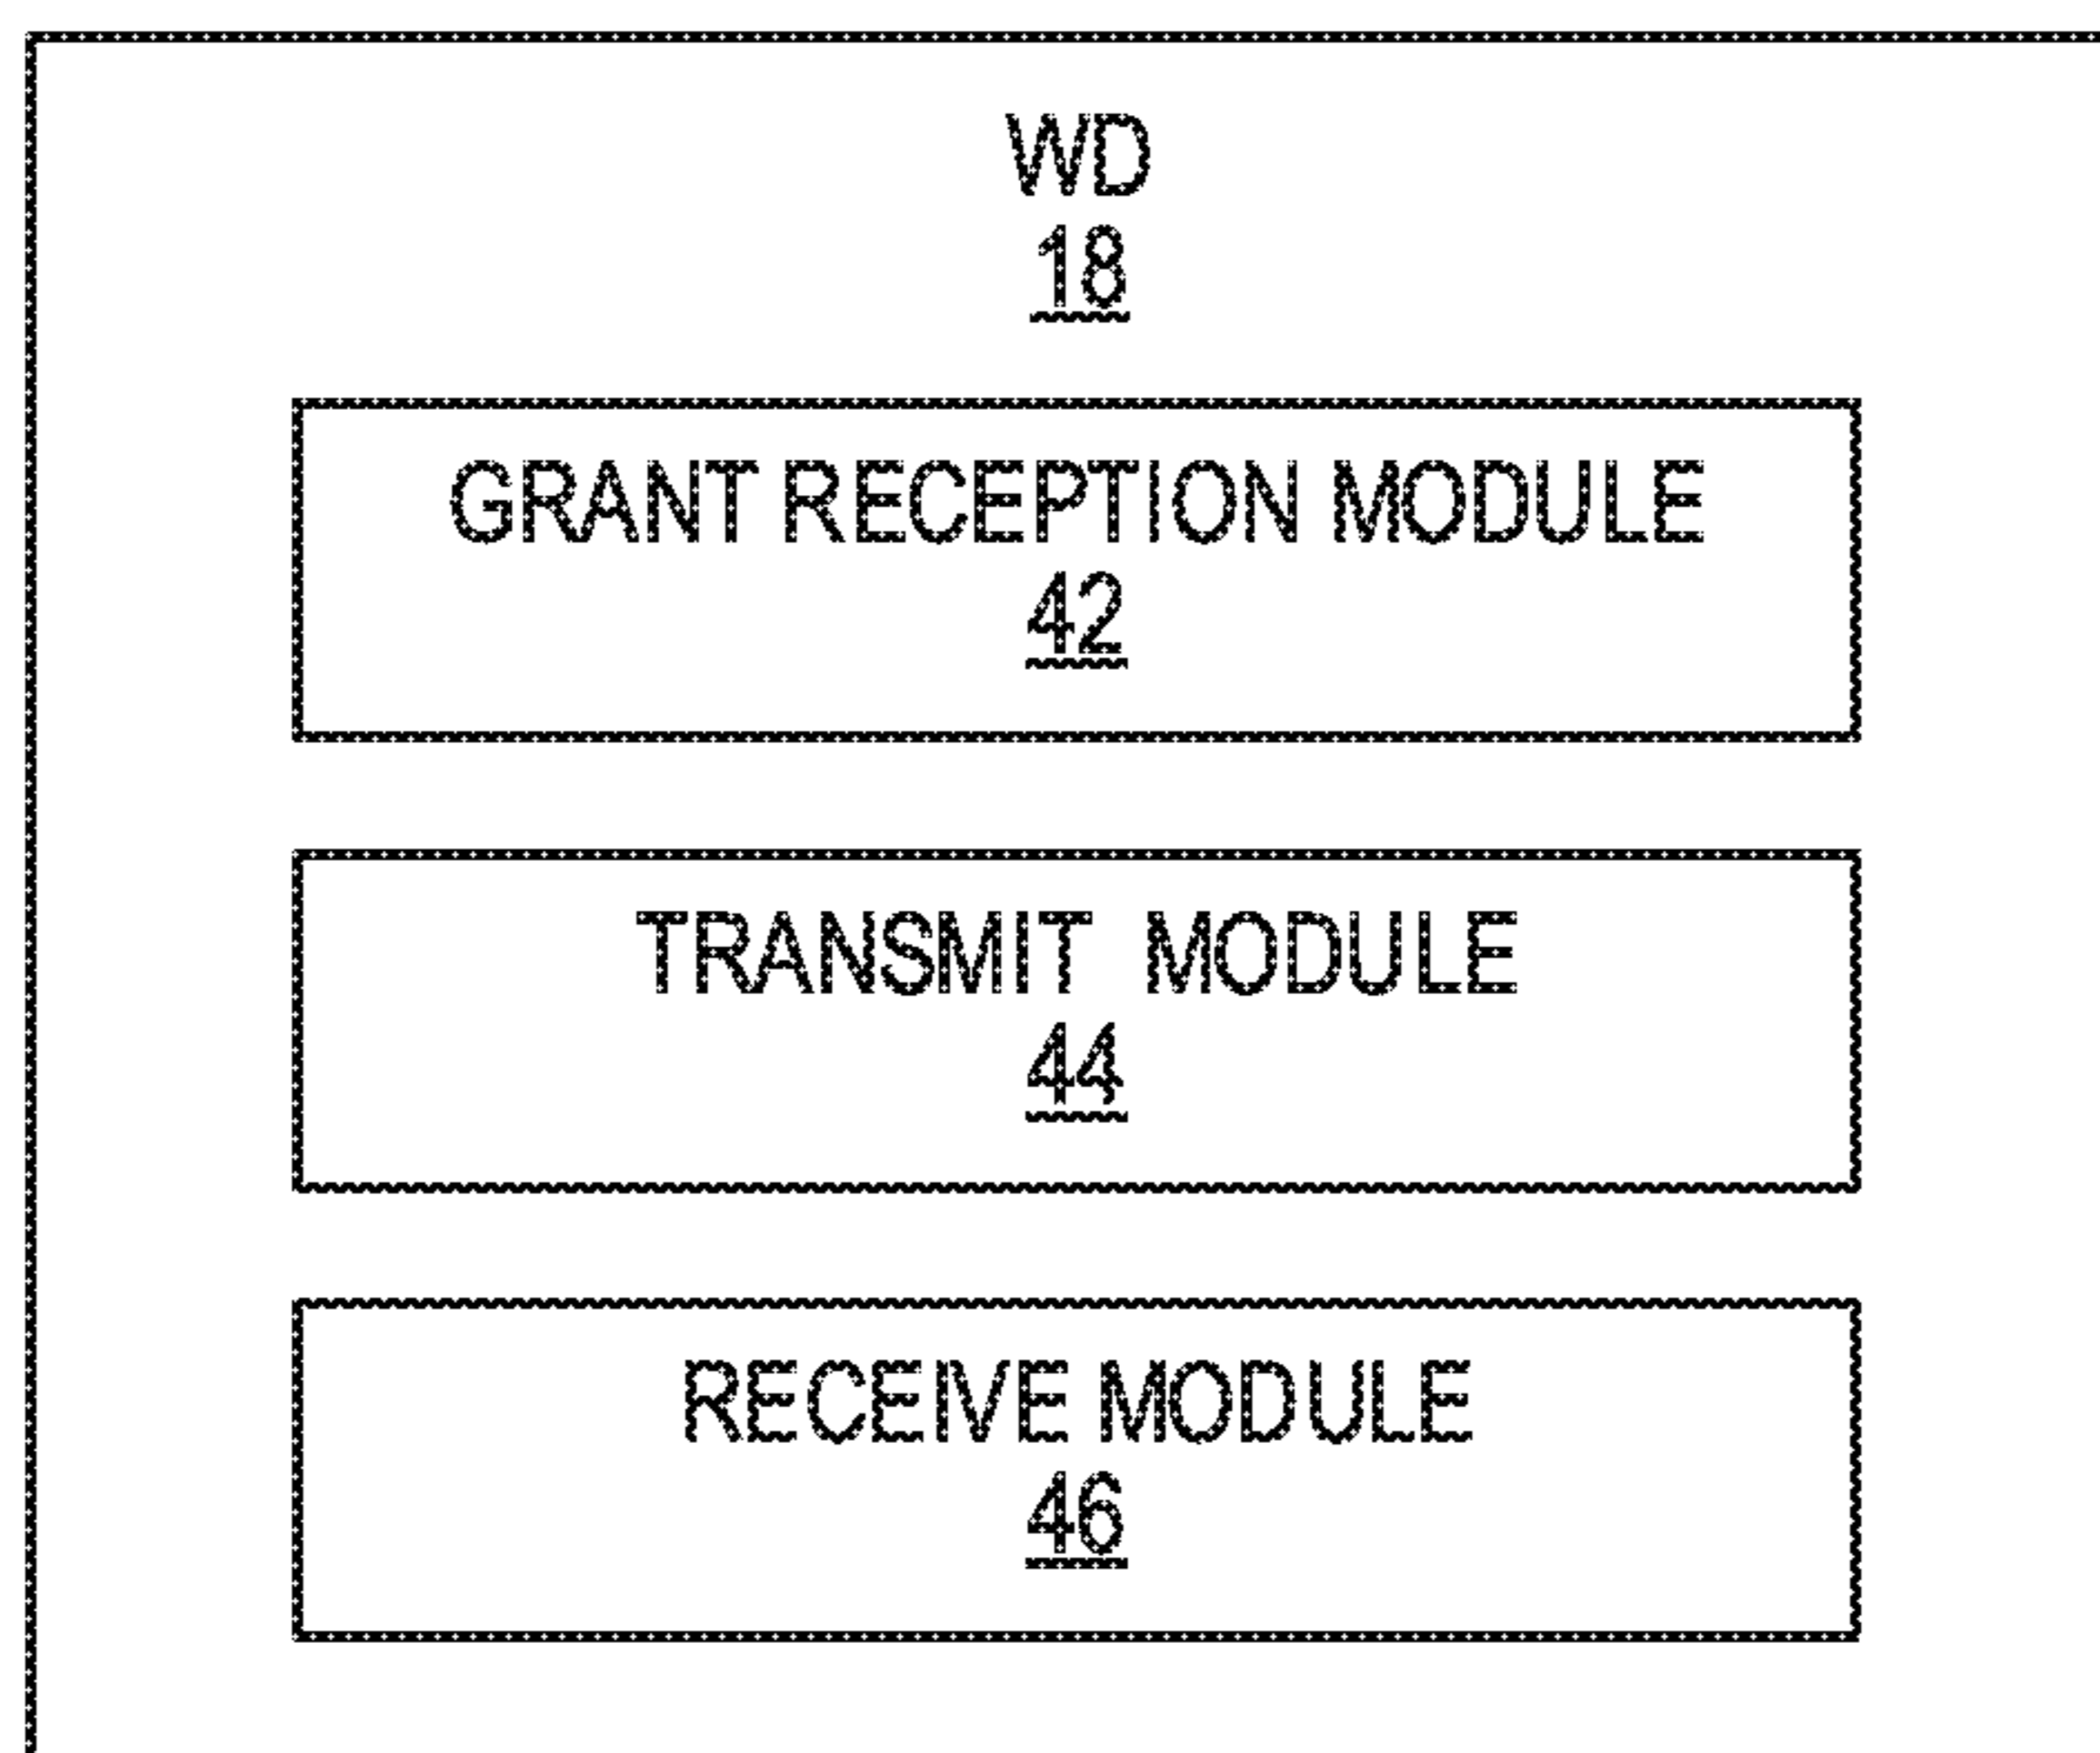 WD
18
GRANT RECEPTION MODULE
42
TRANSMIT MODULE
44
RECEIVE MODULE
46